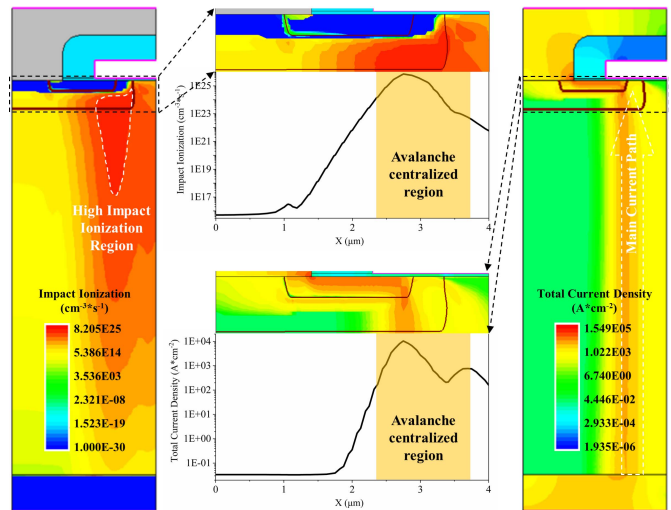 High Impact
Ionization
Region
Impact Ionization
(cm-3*s-1)
8.205E25
5.386E14
3.536E03
2.321E-08
1.523E-19
1.000E-30
Impact Ionization (cm-3*s-1)
1E25
1E23
1E21
1E19
1E17
Avalanche
centralized
region
0 1 2 3 4
X (μm)
Total Current Density (A*cm-2)
1E+04
1E+03
1E+02
1E+01
1E+00
1E-01
Avalanche
centralized
region
0 1 2 3 4
X (μm)
Main Current Path
Total Current Density
(A*cm-2)
1.549E05
1.022E03
6.740E00
4.446E-02
2.933E-04
1.935E-06